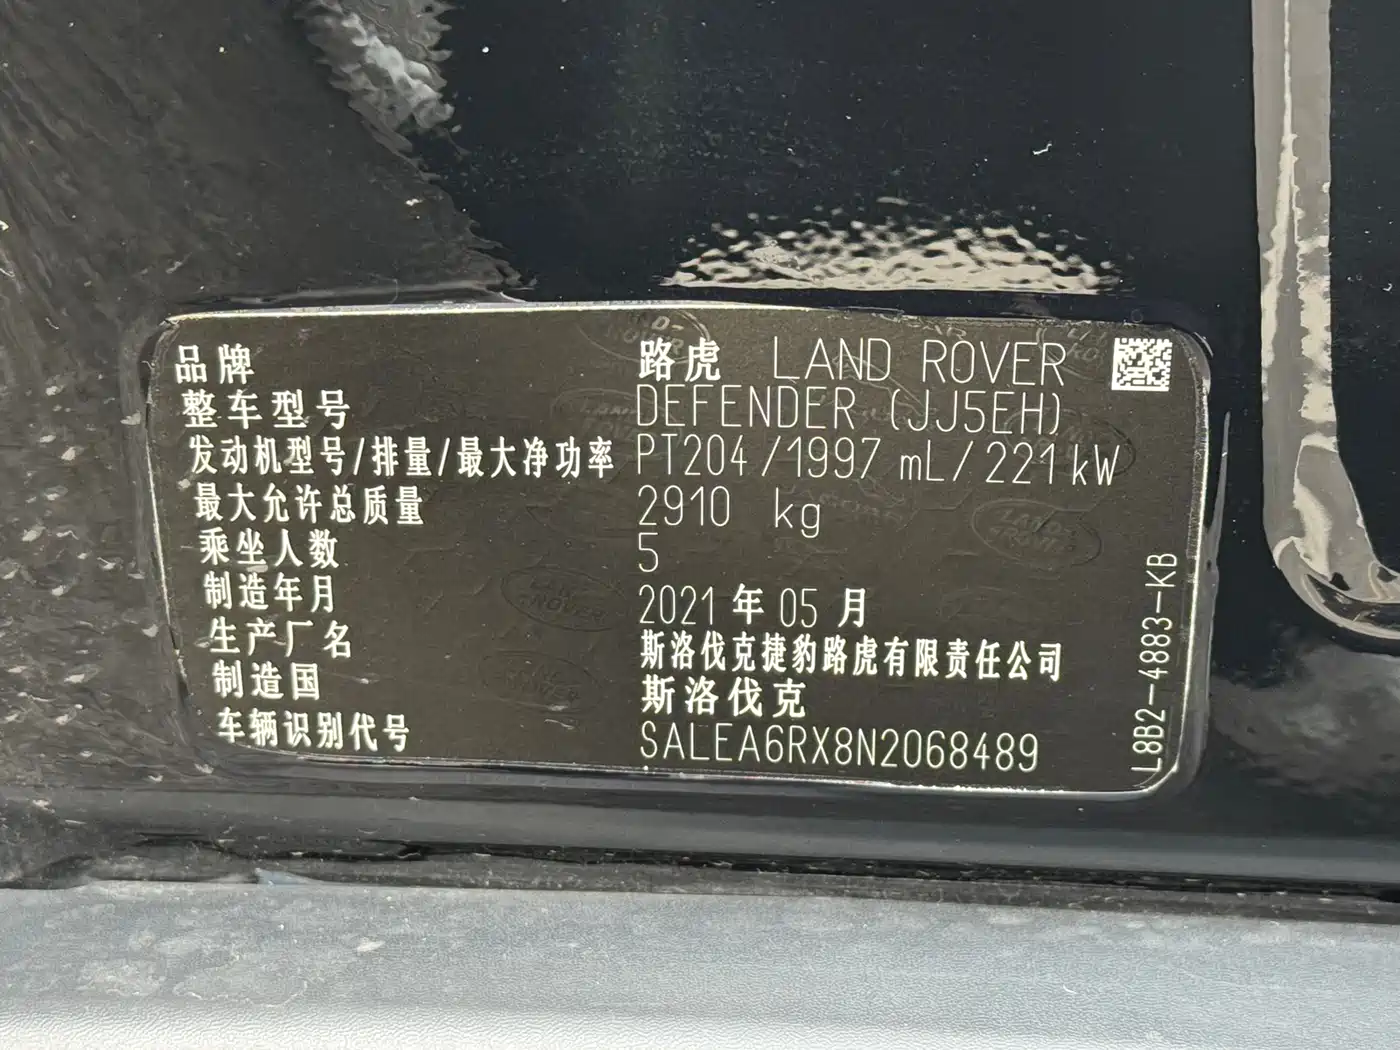 品牌 路虎 LAND ROVER
整车型号 DEFENDER (JJ5EH)
发动机型号/排量/最大净功率 PT204/1997 mL/221kW
最大允许总质量 2910 kg
乘坐人数 5
制造年月 2021 年 05 月
生产厂名 斯洛伐克捷豹路虎有限责任公司
制造国 斯洛伐克
车辆识别代号 SALEA6RX8N2068489
L8B2-4883-KB